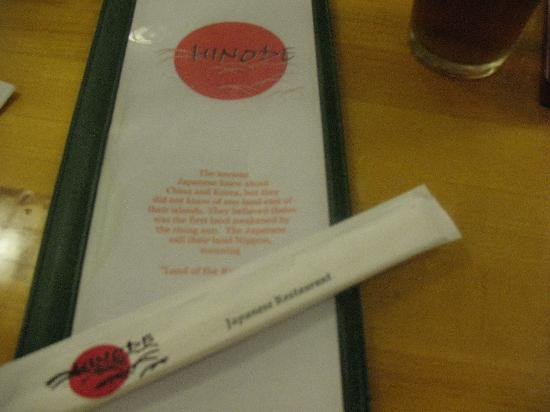 HINODE
The ancient
Japanese knew about
China and Korea, but they
did not know of any land east of
their islands. They believed theirs
was the first land awakened by
the rising sun. The Japanese
call their land Nippon,
meaning
"Land of the
Japanese Restaurant
HINODE